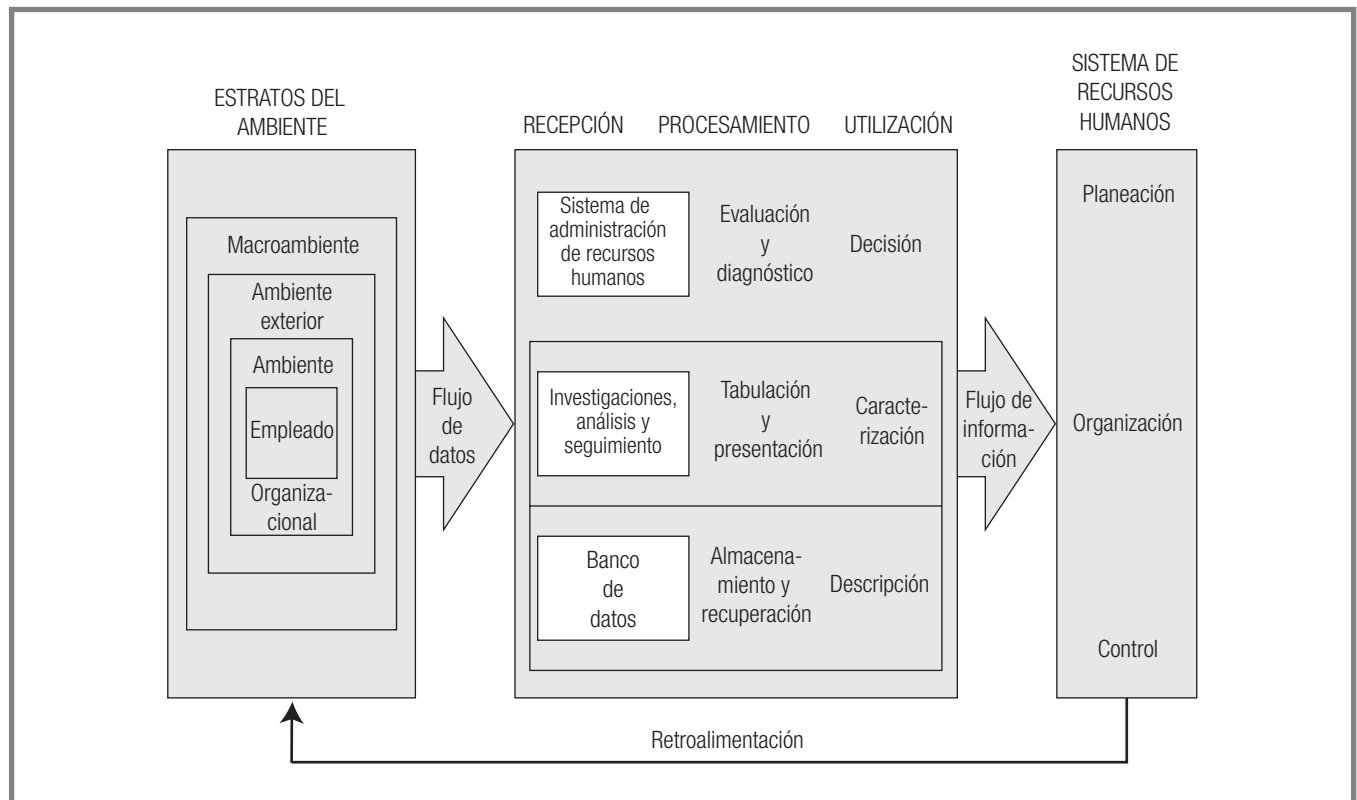 ESTRATOS DEL
AMBIENTE
Macroambiente
Ambiente
exterior
Ambiente
Empleado
Organiza-
cional
Flujo
de
datos
RECEPCIÓN PROCESAMIENTO UTILIZACIÓN
Sistema de
administración
de recursos
humanos
Evaluación
y
diagnóstico
Decisión
Investigaciones,
análisis y
seguimiento
Tabulación
y
presentación
Caracte-
rización
Banco
de
datos
Almacena-
miento y
recuperación
Descripción
Flujo de
informa-
ción
SISTEMA DE
RECURSOS
HUMANOS
Planeación
Organización
Control
Retroalimentación